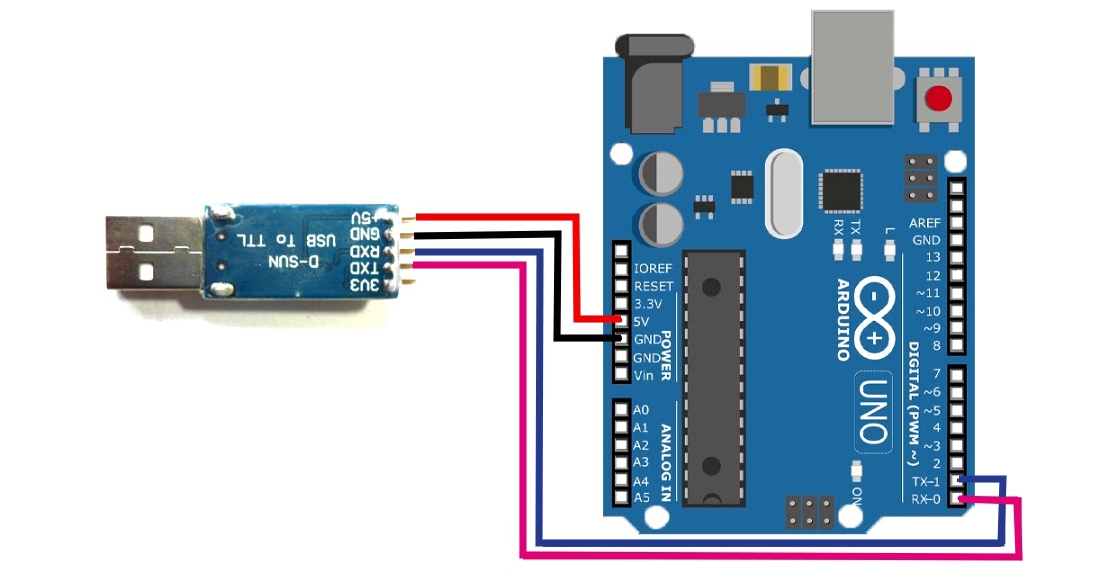 +5V
GND
RXD
TXD
3V3
USB To TTL
D-SUN
IOREF
RESET
3.3V
5V
GND
GND
Vin
POWER
A0
A1
A2
A3
A4
A5
ANALOG IN
RX
TX
L
ARDUINO
UNO
ON
AREF
GND
13
12
~11
~10
~9
8
7
~6
~5
4
~3
2
TX-1
RX-0
DIGITAL (PWM ~)